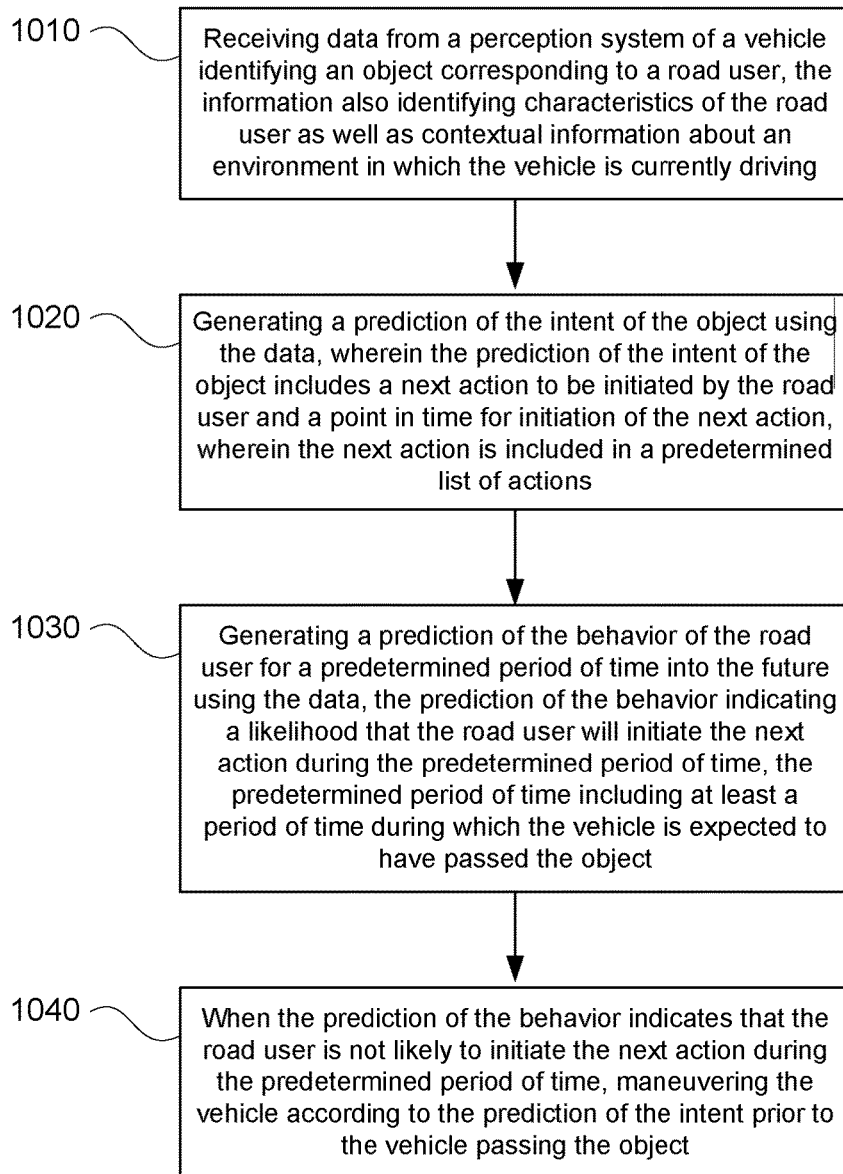 1010
Receiving data from a perception system of a vehicle
identifying an object corresponding to a road user, the
information also identifying characteristics of the road
user as well as contextual information about an
environment in which the vehicle is currently driving
1020
Generating a prediction of the intent of the object using
the data, wherein the prediction of the intent of the
object includes a next action to be initiated by the road
user and a point in time for initiation of the next action,
wherein the next action is included in a predetermined
list of actions
1030
Generating a prediction of the behavior of the road
user for a predetermined period of time into the future
using the data, the prediction of the behavior indicating
a likelihood that the road user will initiate the next
action during the predetermined period of time, the
predetermined period of time including at least a
period of time during which the vehicle is expected to
have passed the object
1040
When the prediction of the behavior indicates that the
road user is not likely to initiate the next action during
the predetermined period of time, maneuvering the
vehicle according to the prediction of the intent prior to
the vehicle passing the object